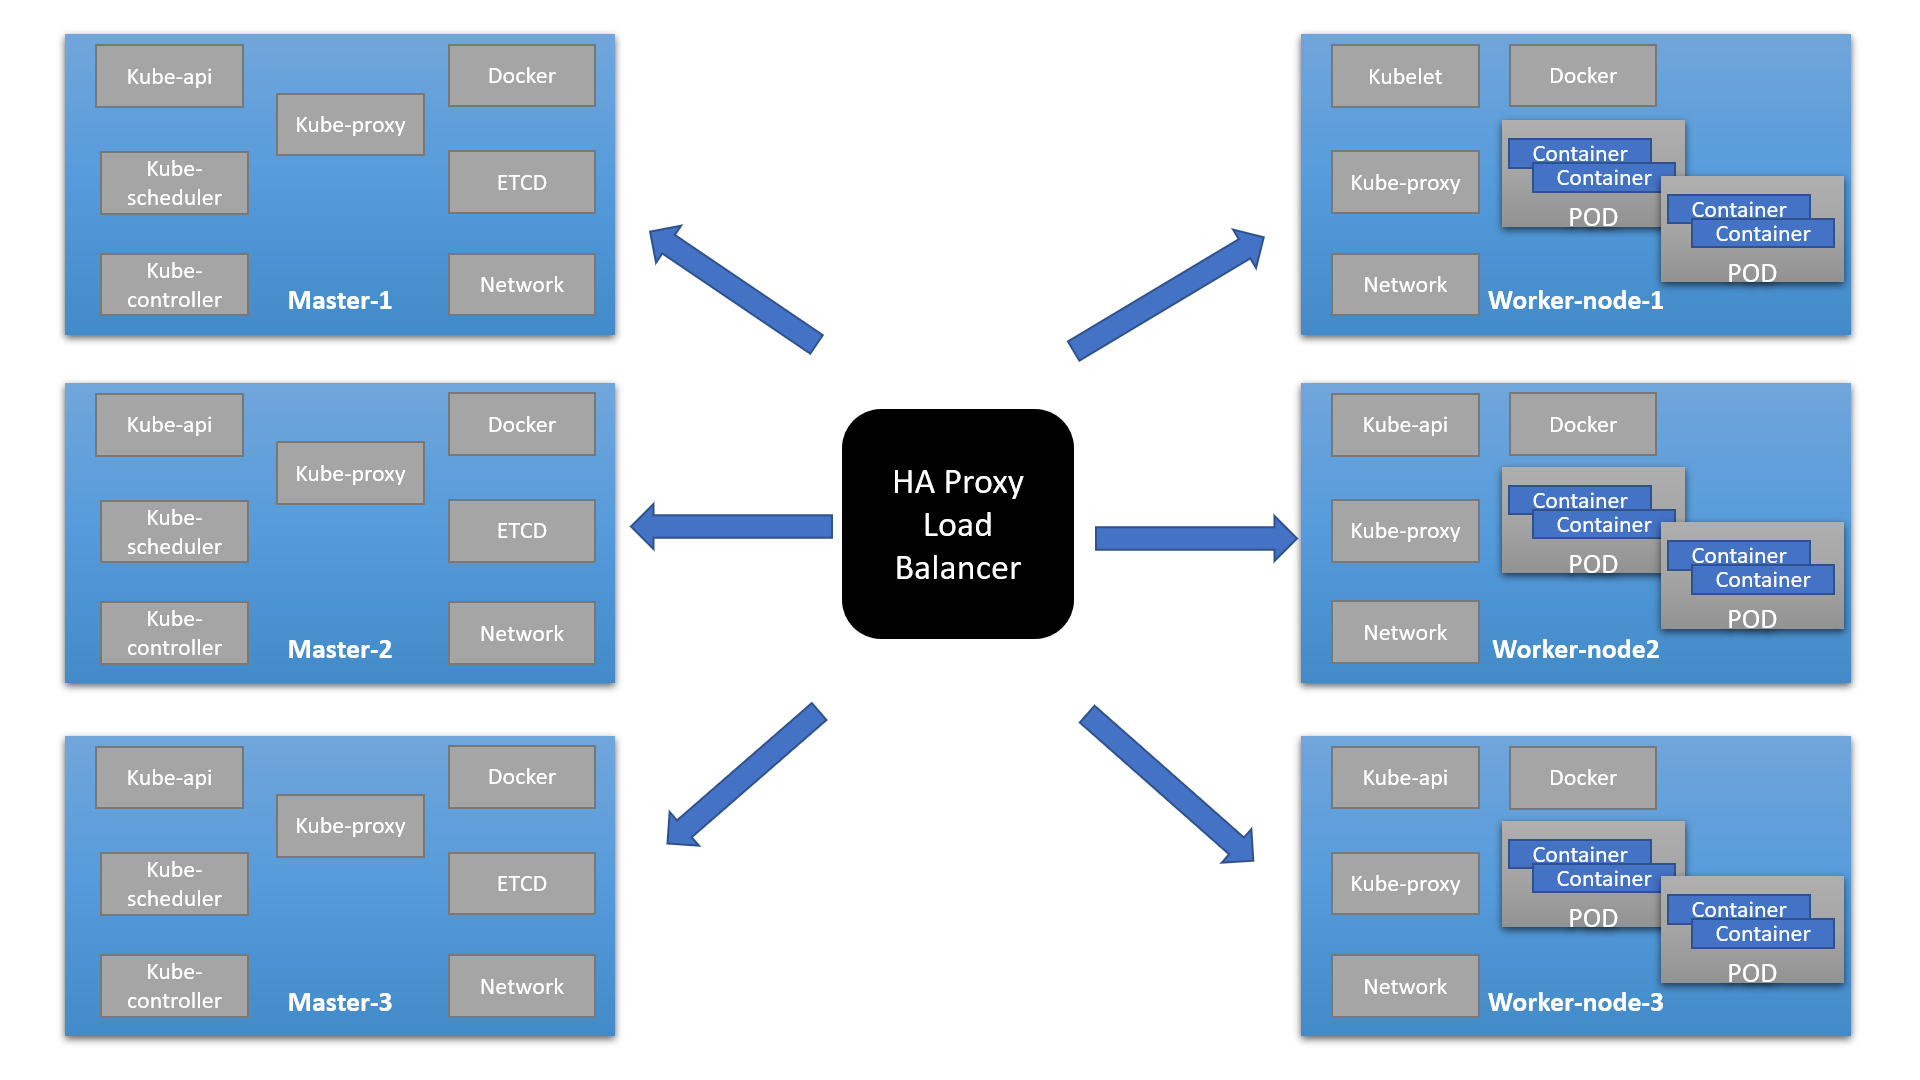 Kube-api
Docker
Kube-proxy
Kube-
scheduler
ETCD
Kube-
controller
Master-1
Network
Kube-api
Docker
Kube-proxy
Kube-
scheduler
ETCD
Kube-
controller
Master-2
Network
Kube-api
Docker
Kube-proxy
Kube-
scheduler
ETCD
Kube-
controller
Master-3
Network
HA Proxy
Load
Balancer
Kubelet
Docker
Kube-proxy
Container
Container
POD
Container
Container
POD
Network
Worker-node-1
Kube-api
Docker
Kube-proxy
Container
Container
POD
Container
Container
POD
Network
Worker-node2
Kube-api
Docker
Kube-proxy
Container
Container
POD
Container
Container
POD
Network
Worker-node-3